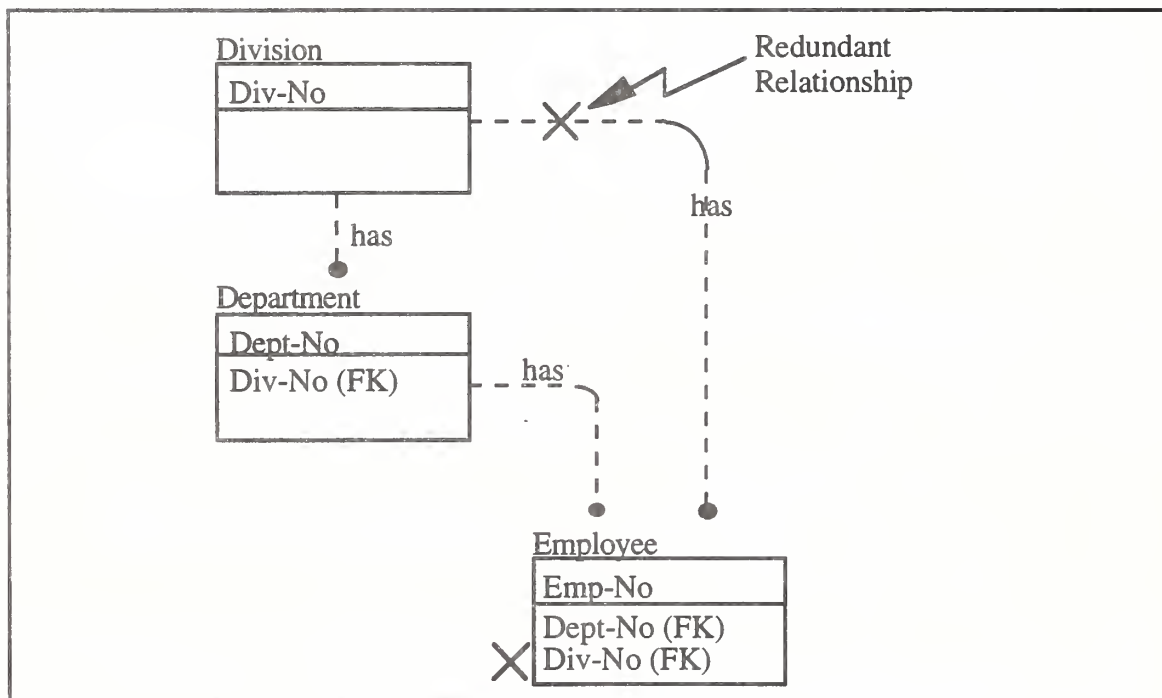 Division
Div-No
Redundant
Relationship
has
has
Department
Dept-No
Div-No (FK)
has
Employee
Emp-No
Dept-No (FK)
Div-No (FK)